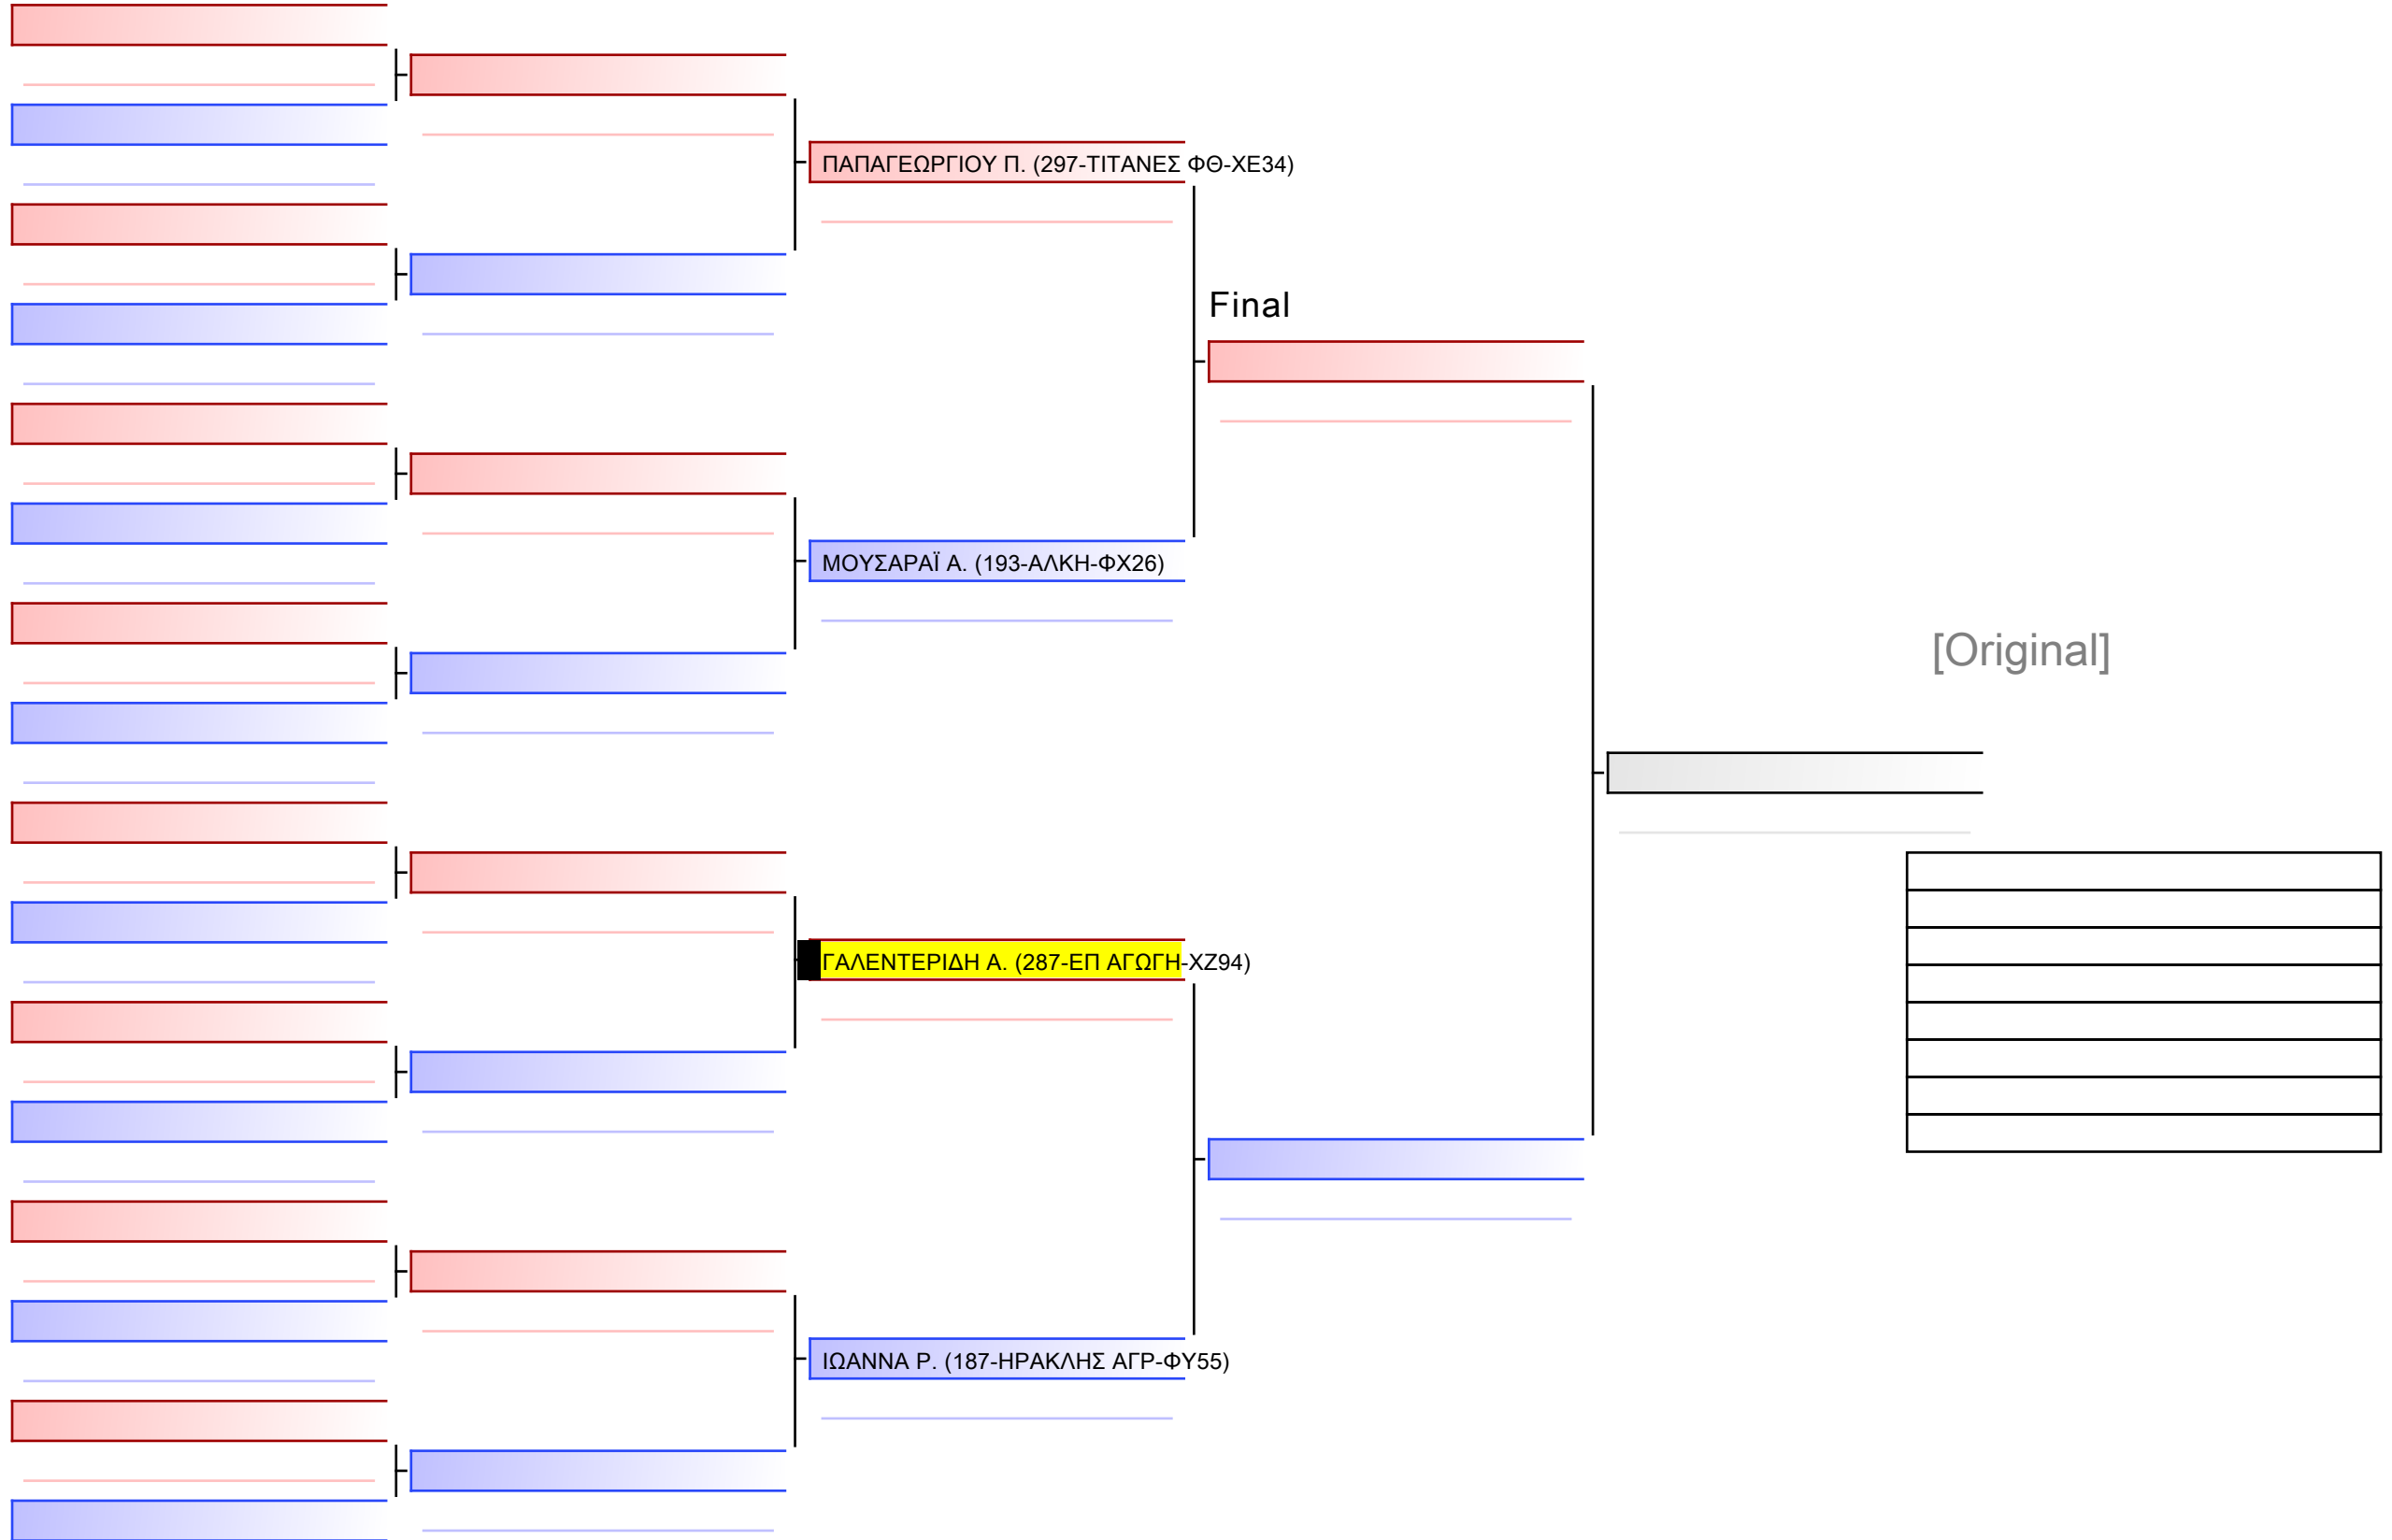 ΠΑΠΑΓΕΩΡΓΙΟΥ Π. (297-ΤΙΤΑΝΕΣ ΦΘ-ΧΕ34)
Final
ΜΟΥΣΑΡΑΪ Α. (193-ΑΛΚΗ-ΦΧ26)
[Original]
ΓΑΛΕΝΤΕΡΙΔΗ Α. (287-ΕΠ ΑΓΩΓΗ-ΧΖ94)
ΙΩΑΝΝΑ Ρ. (187-ΗΡΑΚΛΗΣ ΑΓΡ-ΦΥ55)